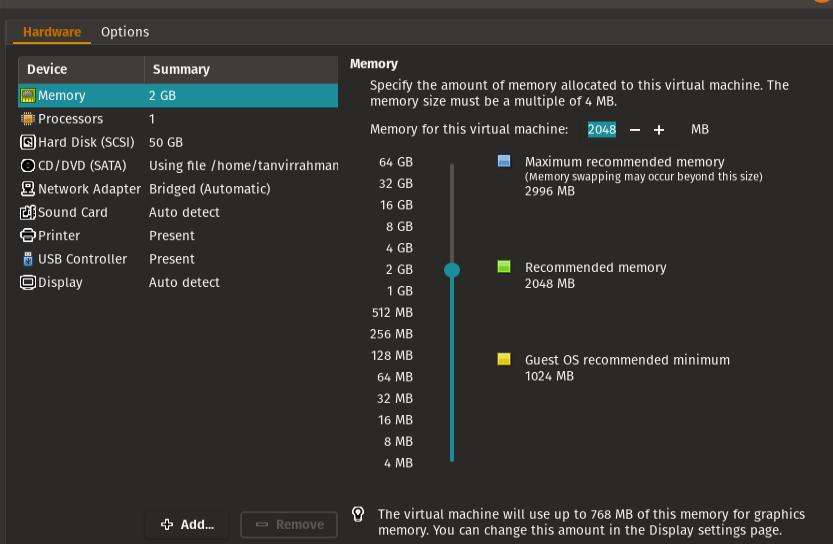 Hardware Options
Device Summary
Memory 2 GB
Processors 1
Hard Disk (SCSI) 50 GB
CD/DVD (SATA) Using file /home/tanvirrahman
Network Adapter Bridged (Automatic)
Sound Card Auto detect
Printer Present
USB Controller Present
Display Auto detect
Add...
Remove
Memory
Specify the amount of memory allocated to this virtual machine. The
memory size must be a multiple of 4 MB.
Memory for this virtual machine: 2048 − + MB
64 GB
32 GB
16 GB
8 GB
4 GB
2 GB
1 GB
512 MB
256 MB
128 MB
64 MB
32 MB
16 MB
8 MB
4 MB
Maximum recommended memory
(Memory swapping may occur beyond this size)
2996 MB
Recommended memory
2048 MB
Guest OS recommended minimum
1024 MB
The virtual machine will use up to 768 MB of this memory for graphics
memory. You can change this amount in the Display settings page.